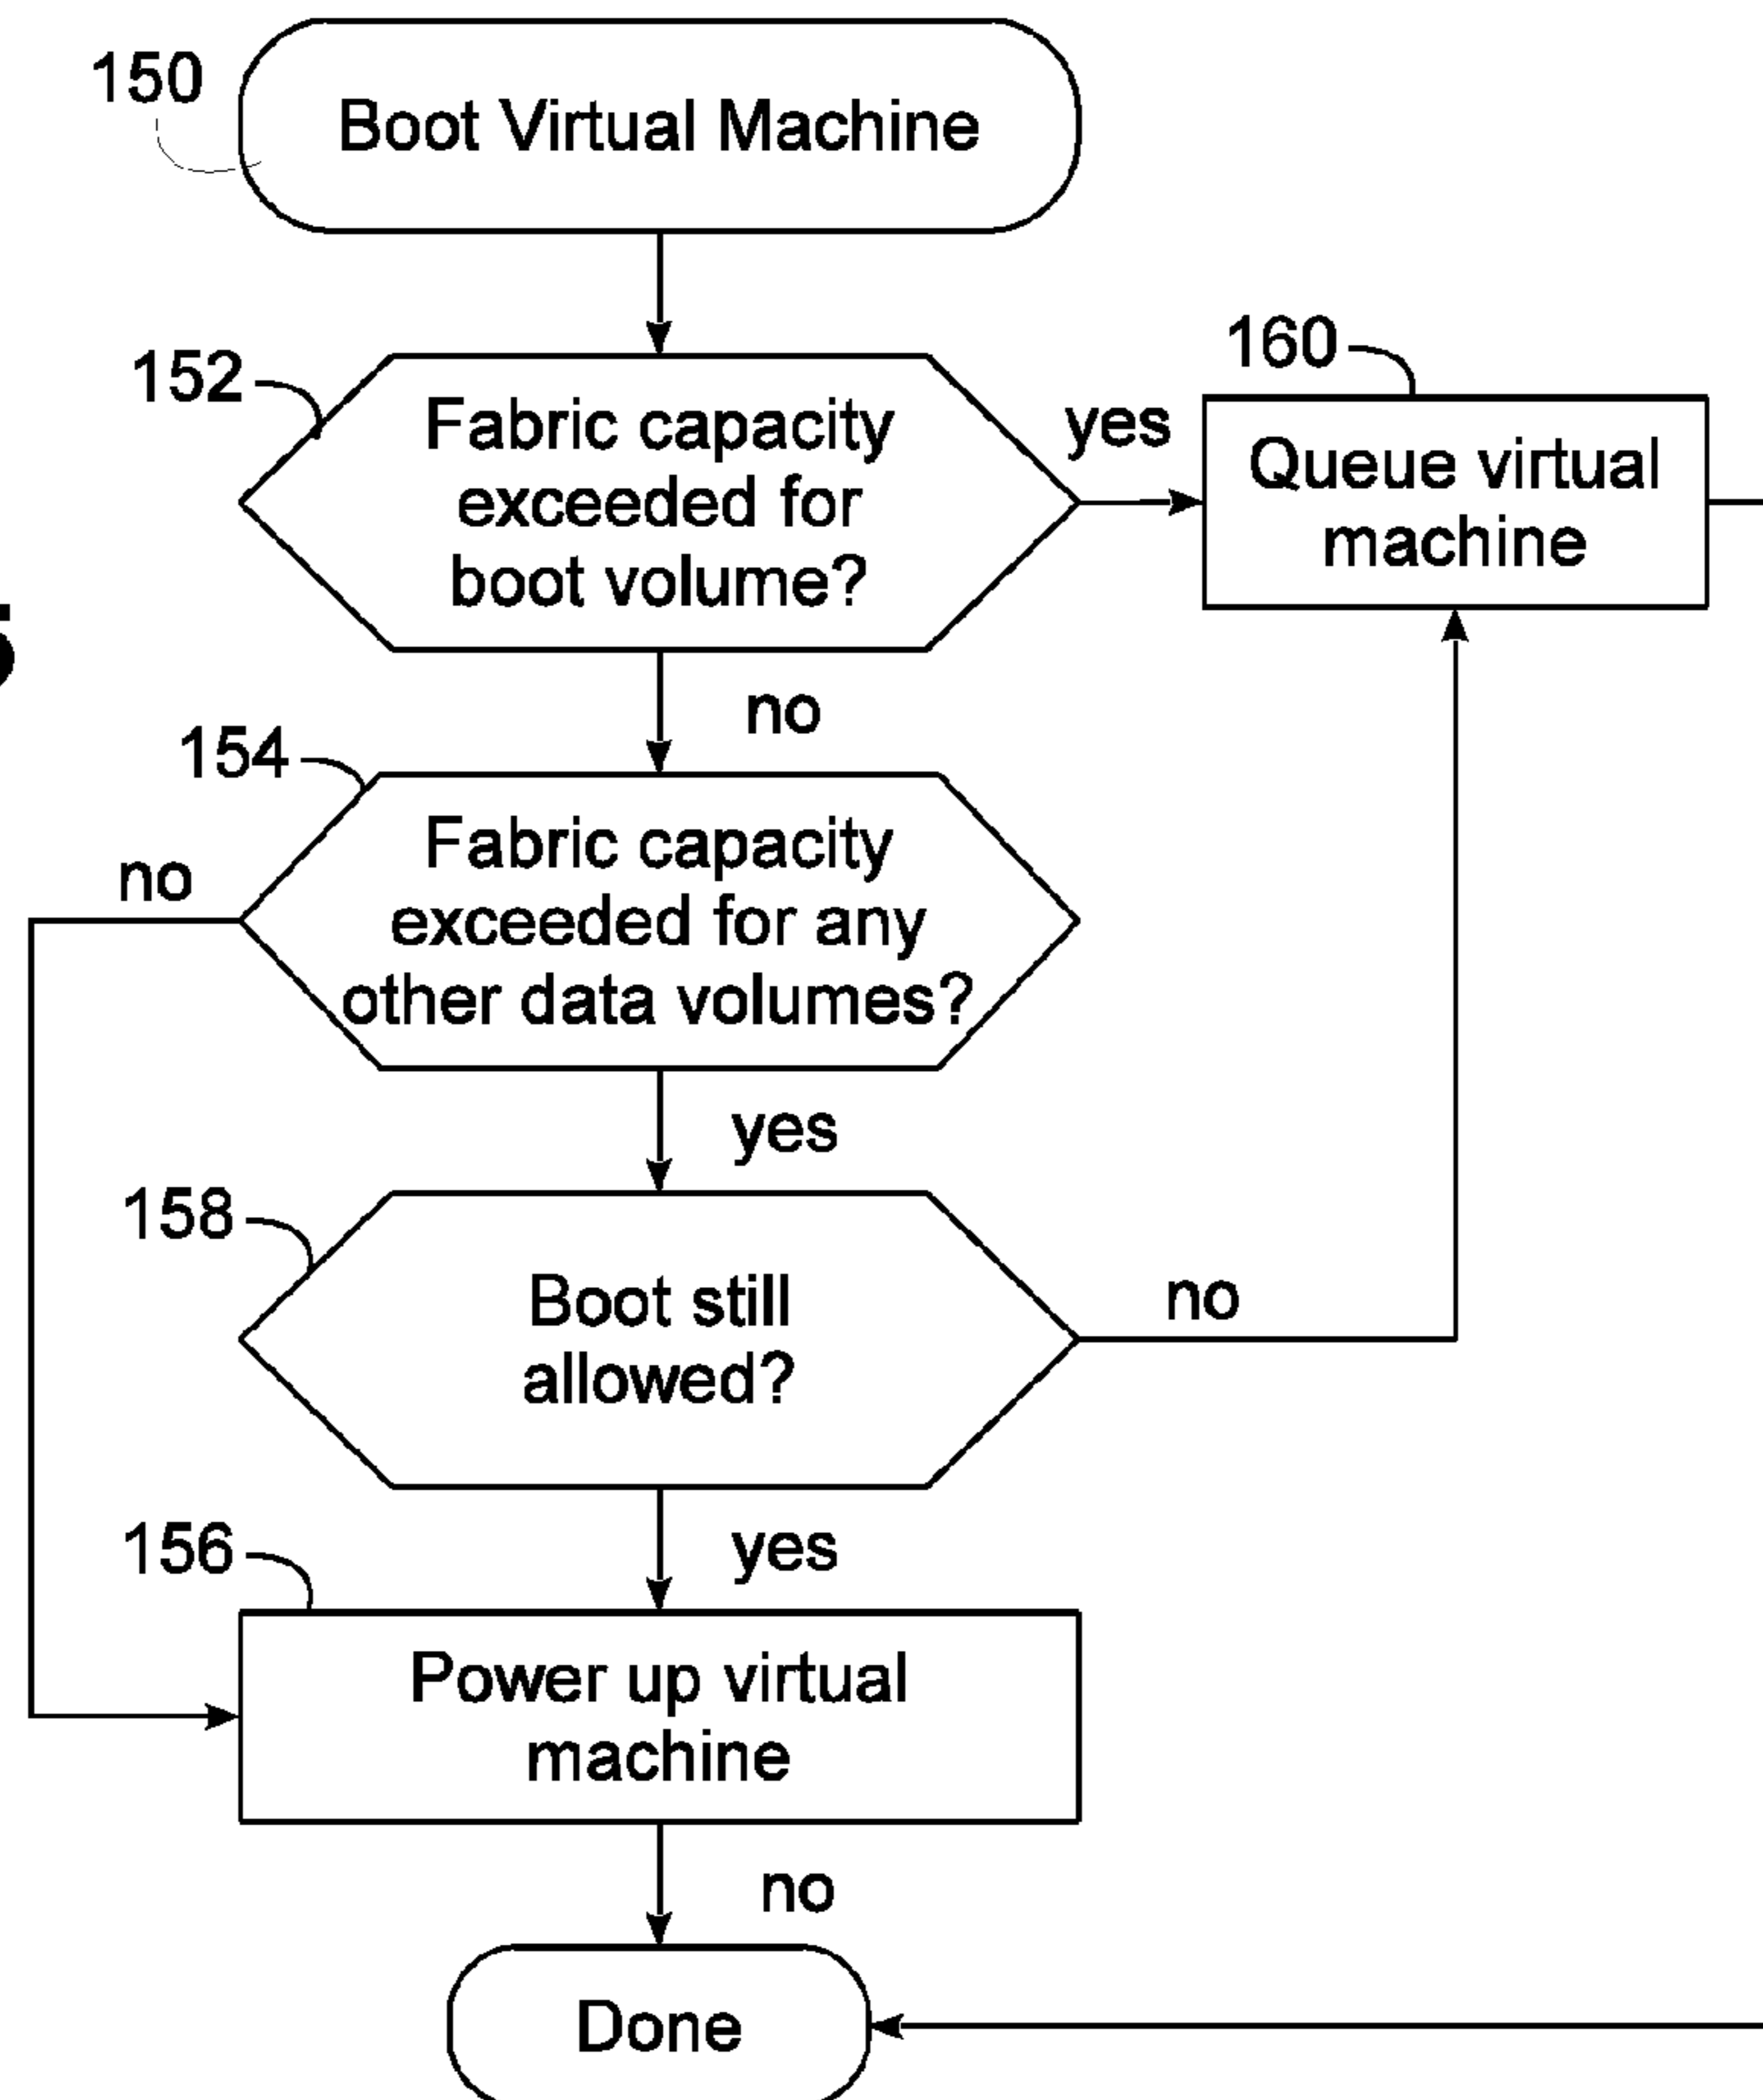 150
Boot Virtual Machine
152
Fabric capacity
exceeded for
boot volume?
yes
160
Queue virtual
machine
no
154
Fabric capacity
exceeded for any
other data volumes?
no
yes
158
Boot still
allowed?
no
yes
156
Power up virtual
machine
no
Done